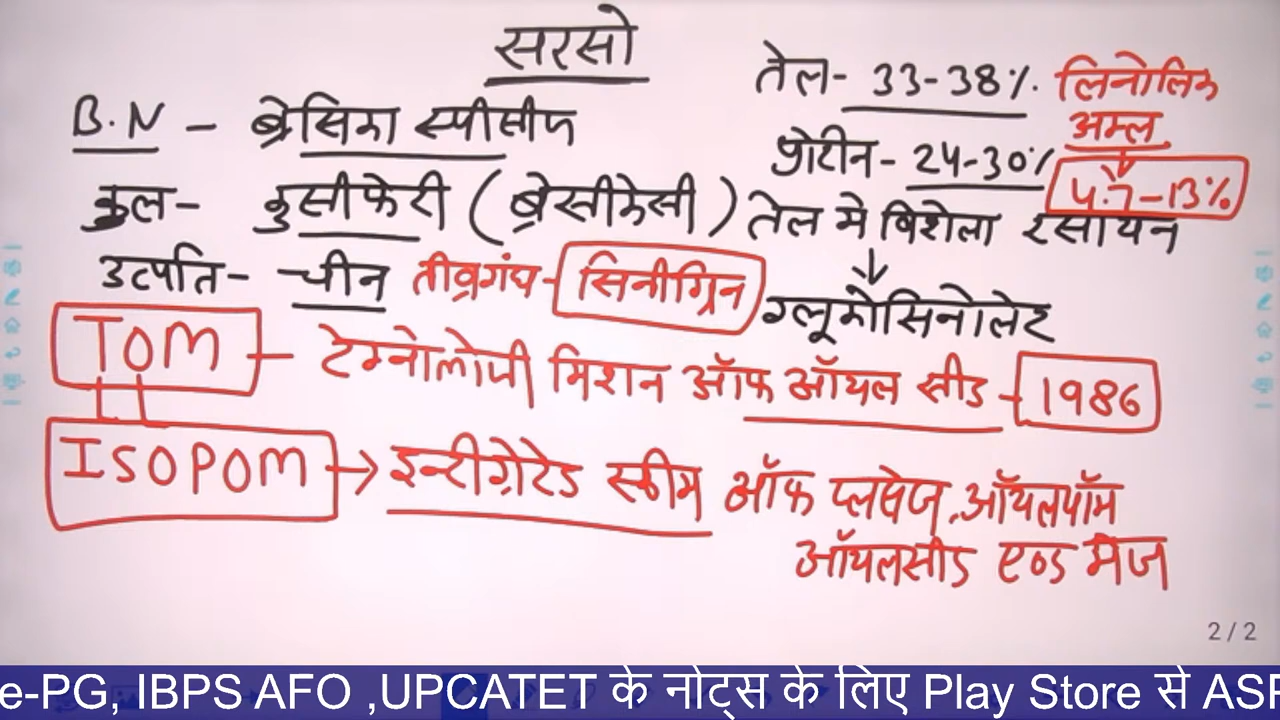 सरसो
B.N - ब्रेसिका स्पीसीज
कुल- क्रुसीफेरी (ब्रेसीकेसी)
उत्पति- चीन
तीव्रगंध- सिनीग्रिन
तेल- 33-38%. लिनोलिक अम्ल
4.7-13%
प्रोटीन- 24-30%
तेल मे विशेला रसायन
ग्लूकोसिनोलेट
TOM - टेक्नोलोजी मिशन ऑफ ऑयल सीड - 1986
ISOPOM → इन्टीग्रेटेड स्कीम ऑफ प्लसेज, ऑयलपॉम
ऑयलसीड एण्ड मेज
2/2
e-PG, IBPS AFO ,UPCATET के नोट्स के लिए Play Store से ASF